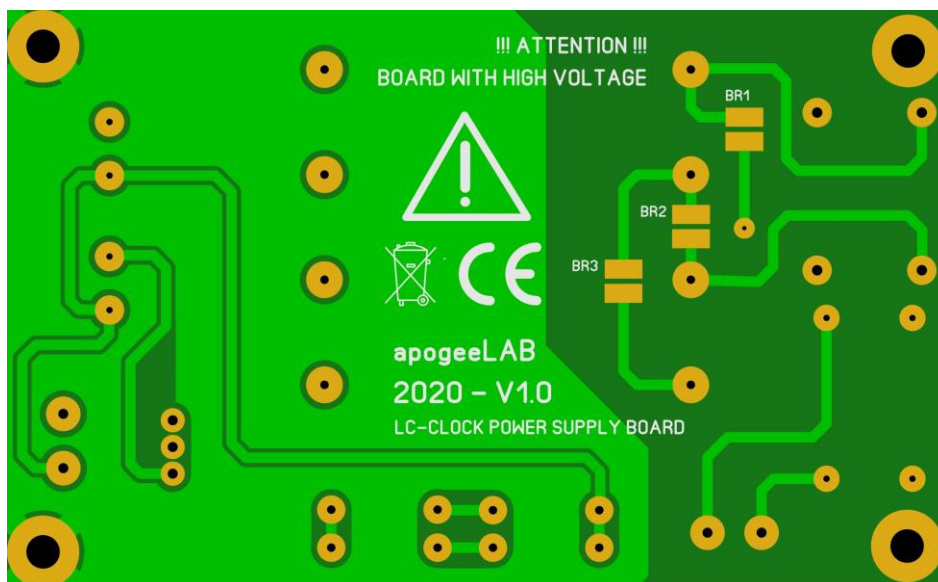 !!! ATTENTION !!!
BOARD WITH HIGH VOLTAGE
BR1
BR2
BR3
CE
apogeeLAB
2020 - V1.0
LC-CLOCK POWER SUPPLY BOARD